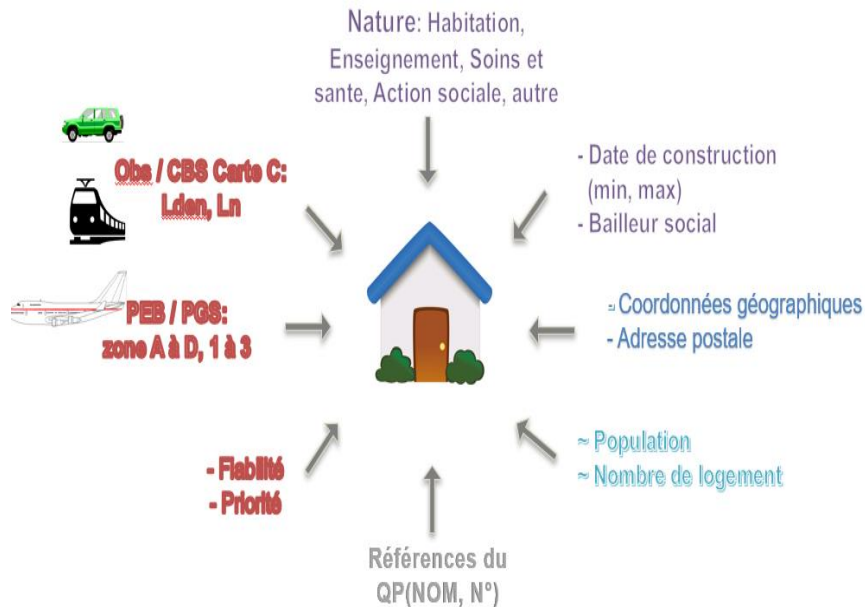 Nature: Habitation,
Enseignement, Soins et
sante, Action sociale, autre
Obs / CBS Carte C:
Lden, Ln
- Date de construction
(min, max)
- Bailleur social
PEB / PGS:
zone A à D, 1 à 3
- Coordonnées géographiques
- Adresse postale
- Fiabilité
- Priorité
~ Population
~ Nombre de logement
Références du
QP(NOM, N°)